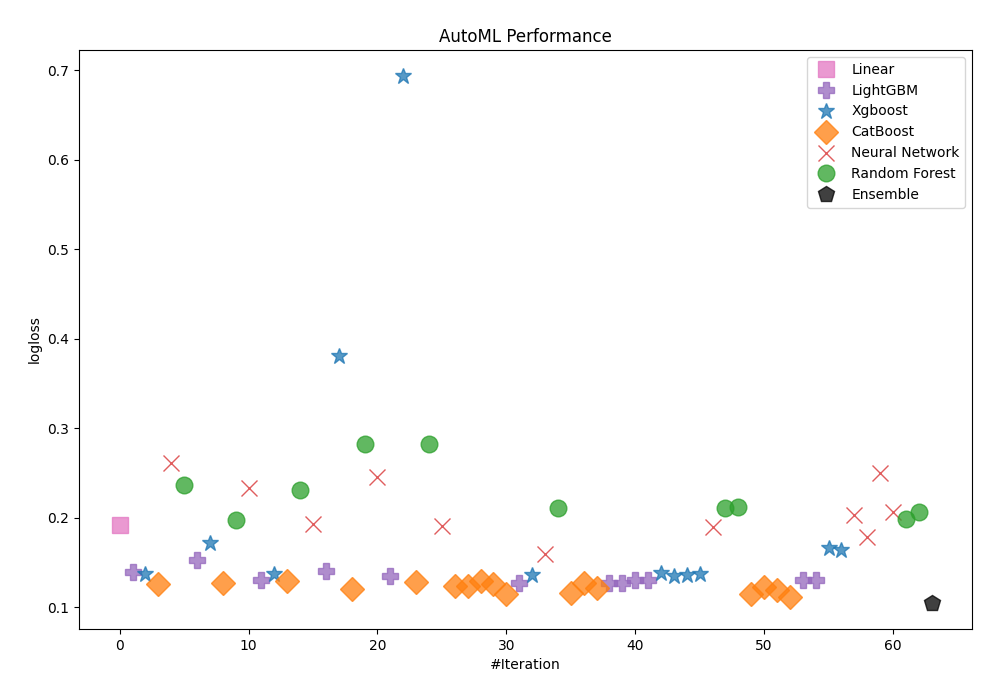 AutoML Performance
0.7
0.6
0.5
0.4
0.3
0.2
0.1
logloss
0 10 20 30 40 50 60
#Iteration
Linear
LightGBM
Xgboost
CatBoost
Neural Network
Random Forest
Ensemble